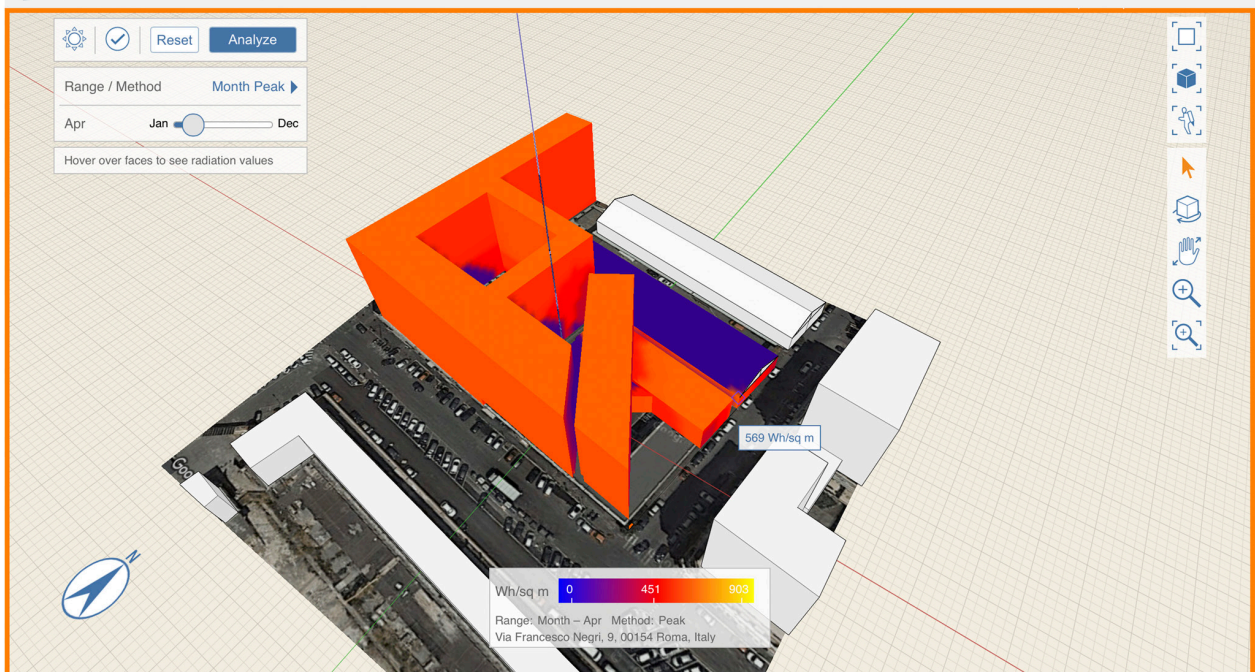 Reset
Analyze
Range / Method
Month Peak
Apr
Jan
Dec
Hover over faces to see radiation values
569 Wh/sq m
Goo
N
Wh/sq m
0
451
903
Range: Month – Apr Method: Peak
Via Francesco Negri, 9, 00154 Roma, Italy